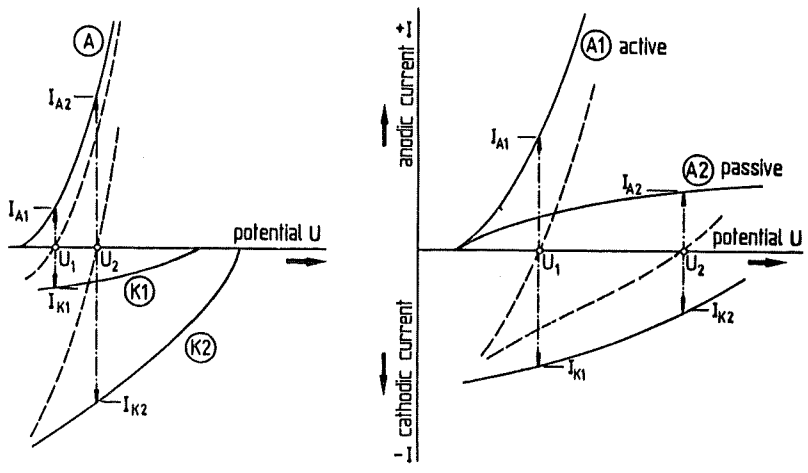 A
I_A2
I_A1
potential U
U_1 U_2
I_K1
K1
K2
I_K2
+I
anodic current
A1 active
I_A1
A2 passive
I_A2
potential U
U_1 U_2
cathodic current
-I
I_K2
I_K1